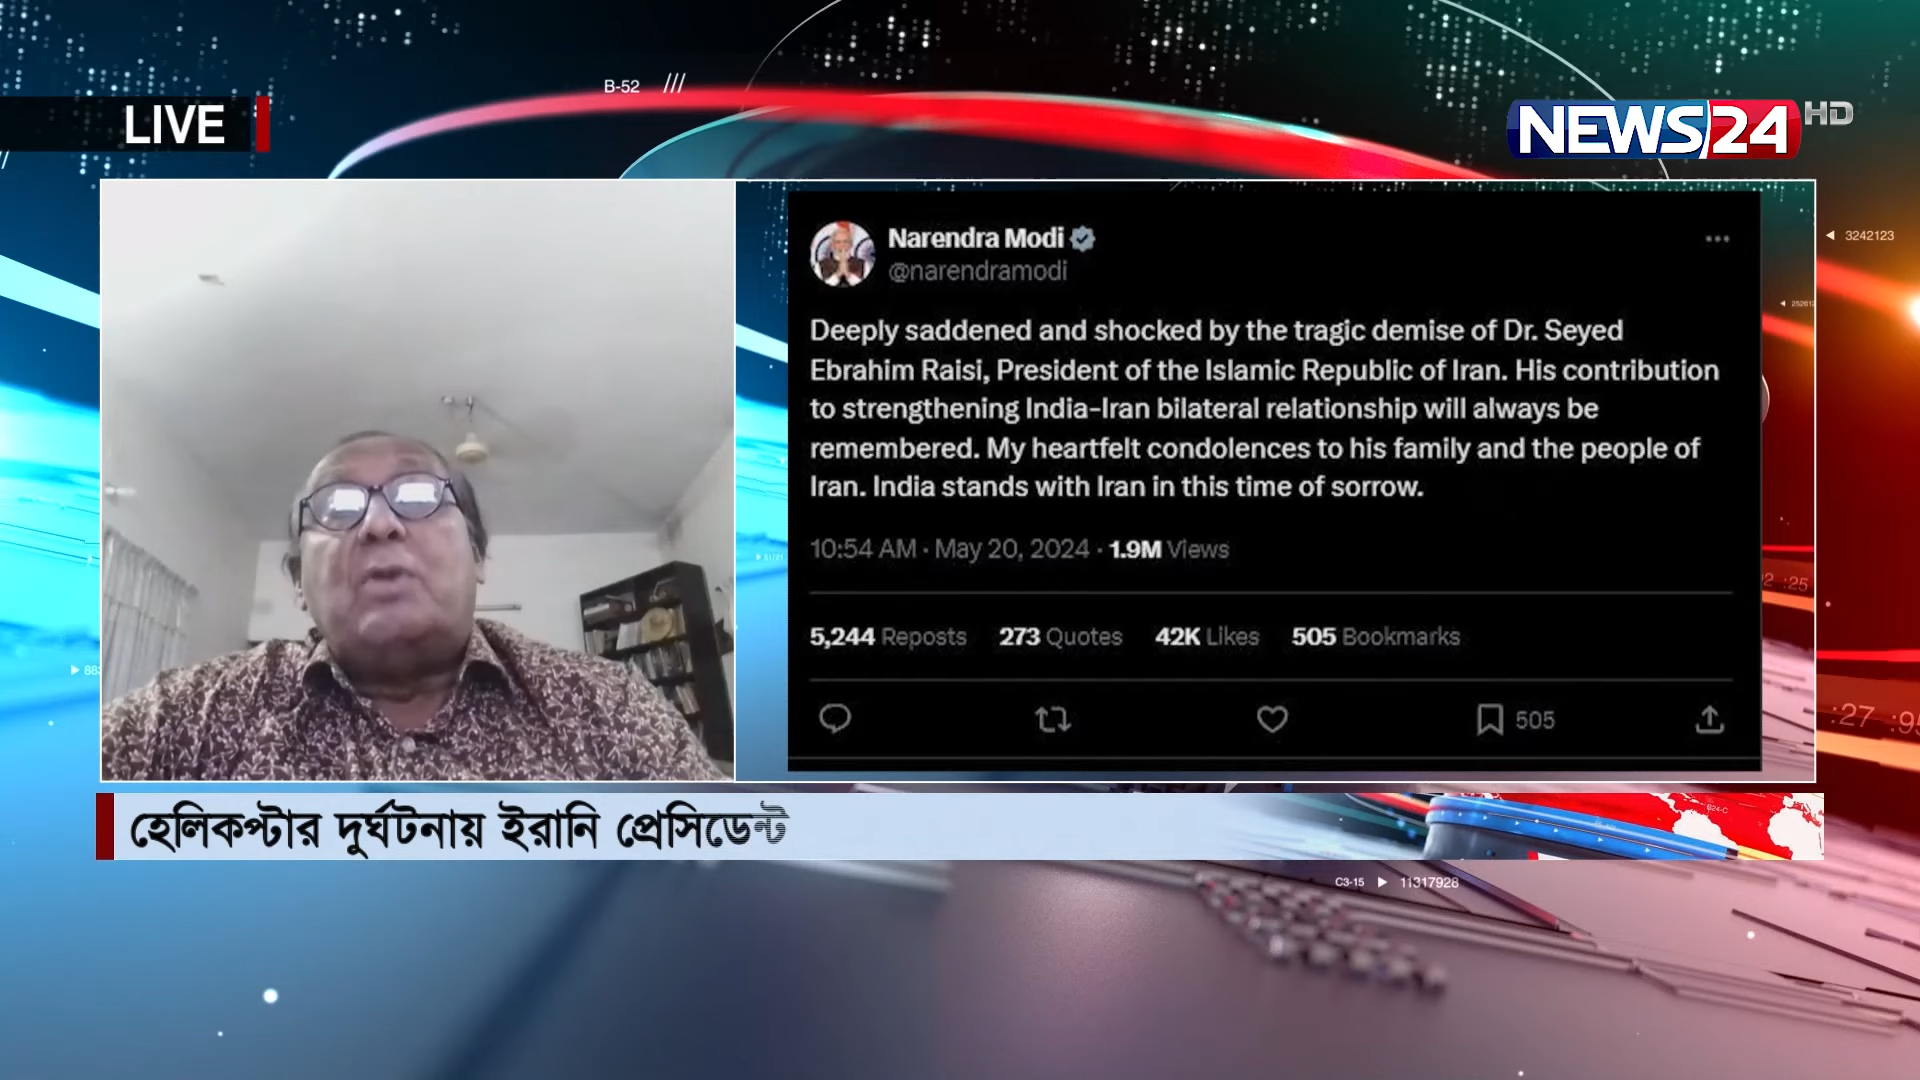 B-52 ///
LIVE
NEWS24 HD
3242123
Narendra Modi
@narendramodi
Deeply saddened and shocked by the tragic demise of Dr. Seyed
Ebrahim Raisi, President of the Islamic Republic of Iran. His contribution
to strengthening India-Iran bilateral relationship will always be
remembered. My heartfelt condolences to his family and the people of
Iran. India stands with Iran in this time of sorrow.
10:54 AM · May 20, 2024 · 1.9M Views
5,244 Reposts 273 Quotes 42K Likes 505 Bookmarks
505
:27
হেলিকপ্টার দুর্ঘটনায় ইরানি প্রেসিডেন্ট
C3-15 11317928